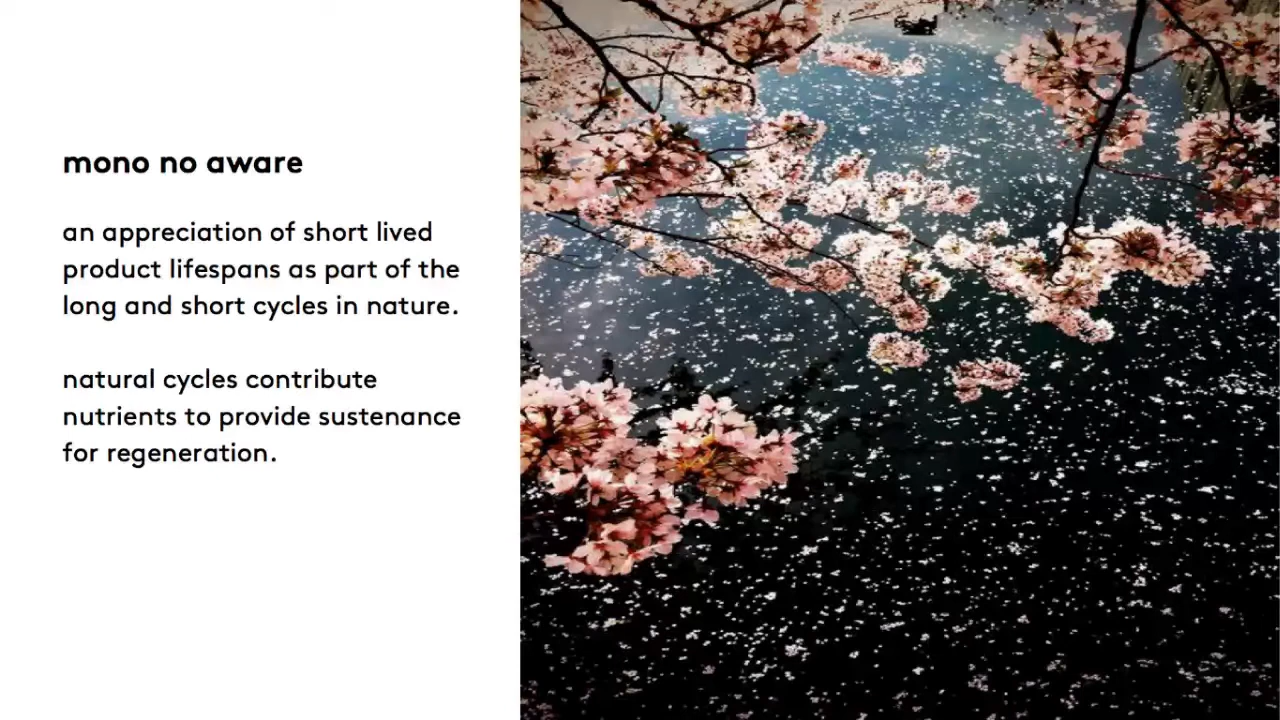 mono no aware
an appreciation of short lived
product lifespans as part of the
long and short cycles in nature.
natural cycles contribute
nutrients to provide sustenance
for regeneration.